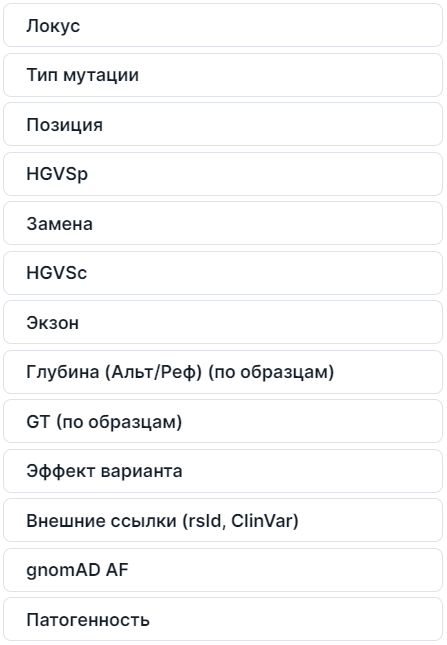 Локус
Тип мутации
Позиция
HGVSp
Замена
HGVSc
Экзон
Глубина (Альт/Реф) (по образцам)
GT (по образцам)
Эффект варианта
Внешние ссылки (rsId, ClinVar)
gnomAD AF
Патогенность